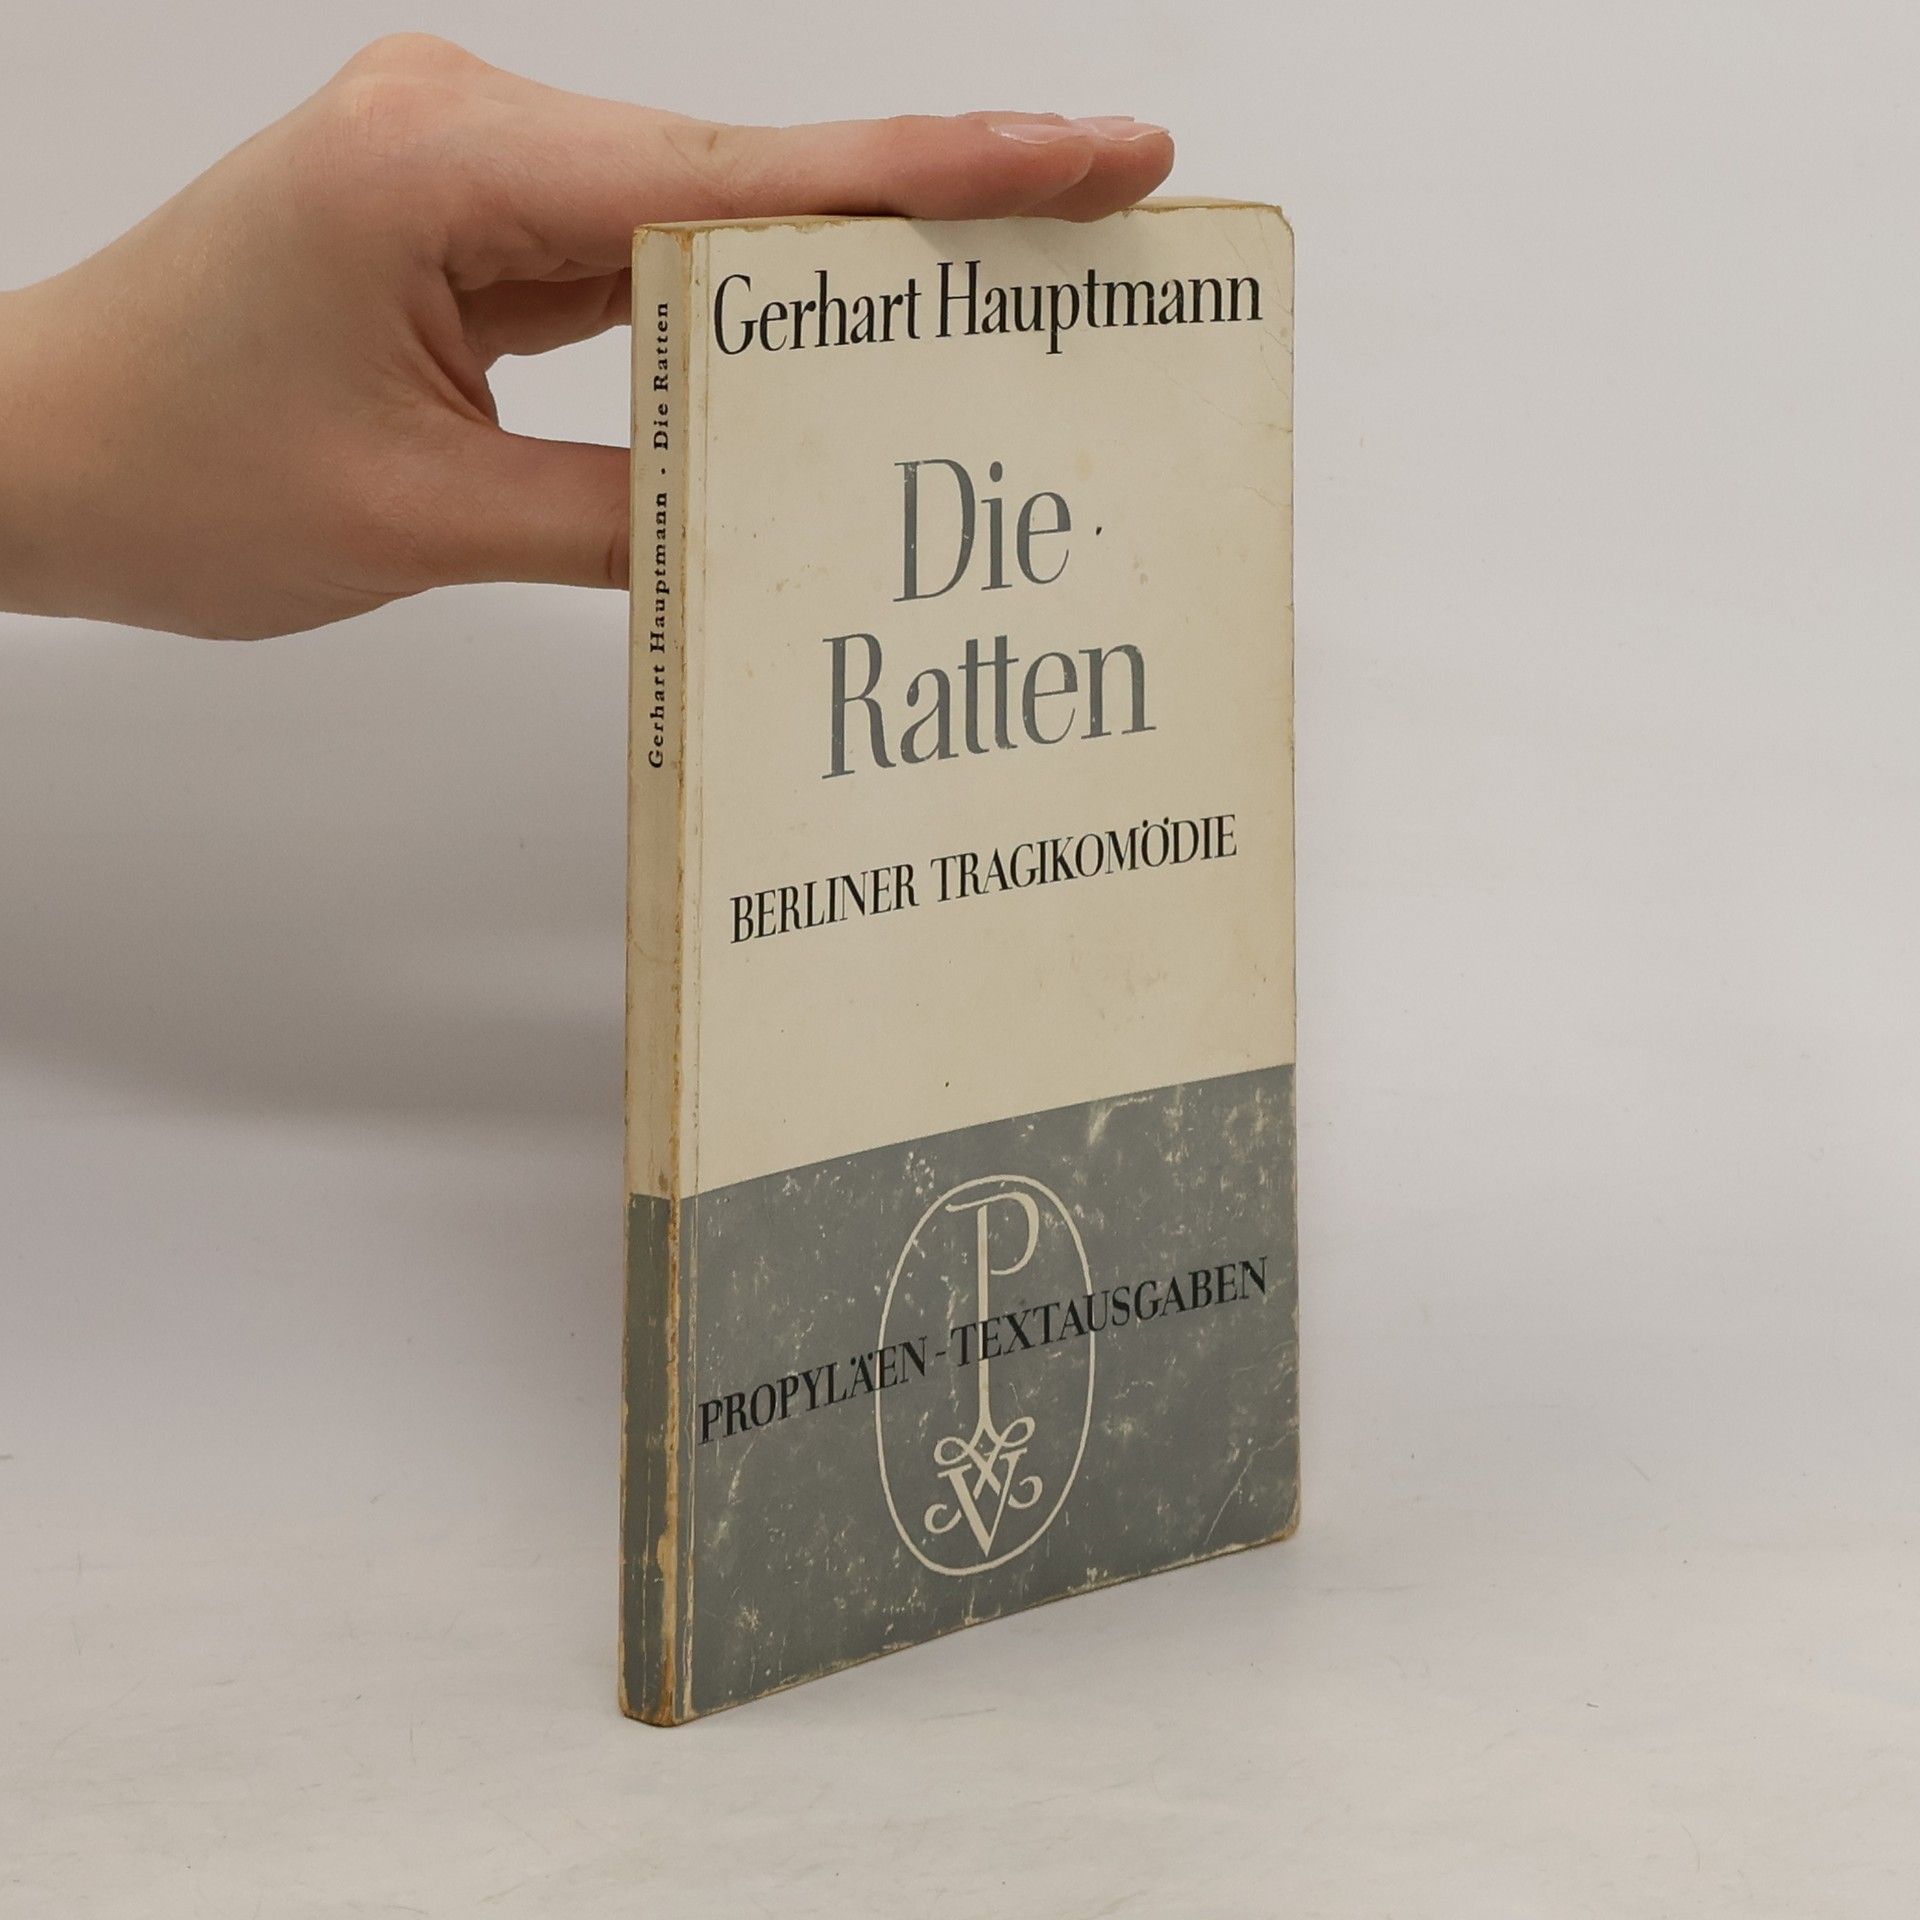 Gerhart Hauptmann · Die Ratten
Gerhart Hauptmann
Die
Ratten
BERLINER TRAGIKOMÖDIE
PROPYLÄEN-TEXTAUSGABEN
P
V